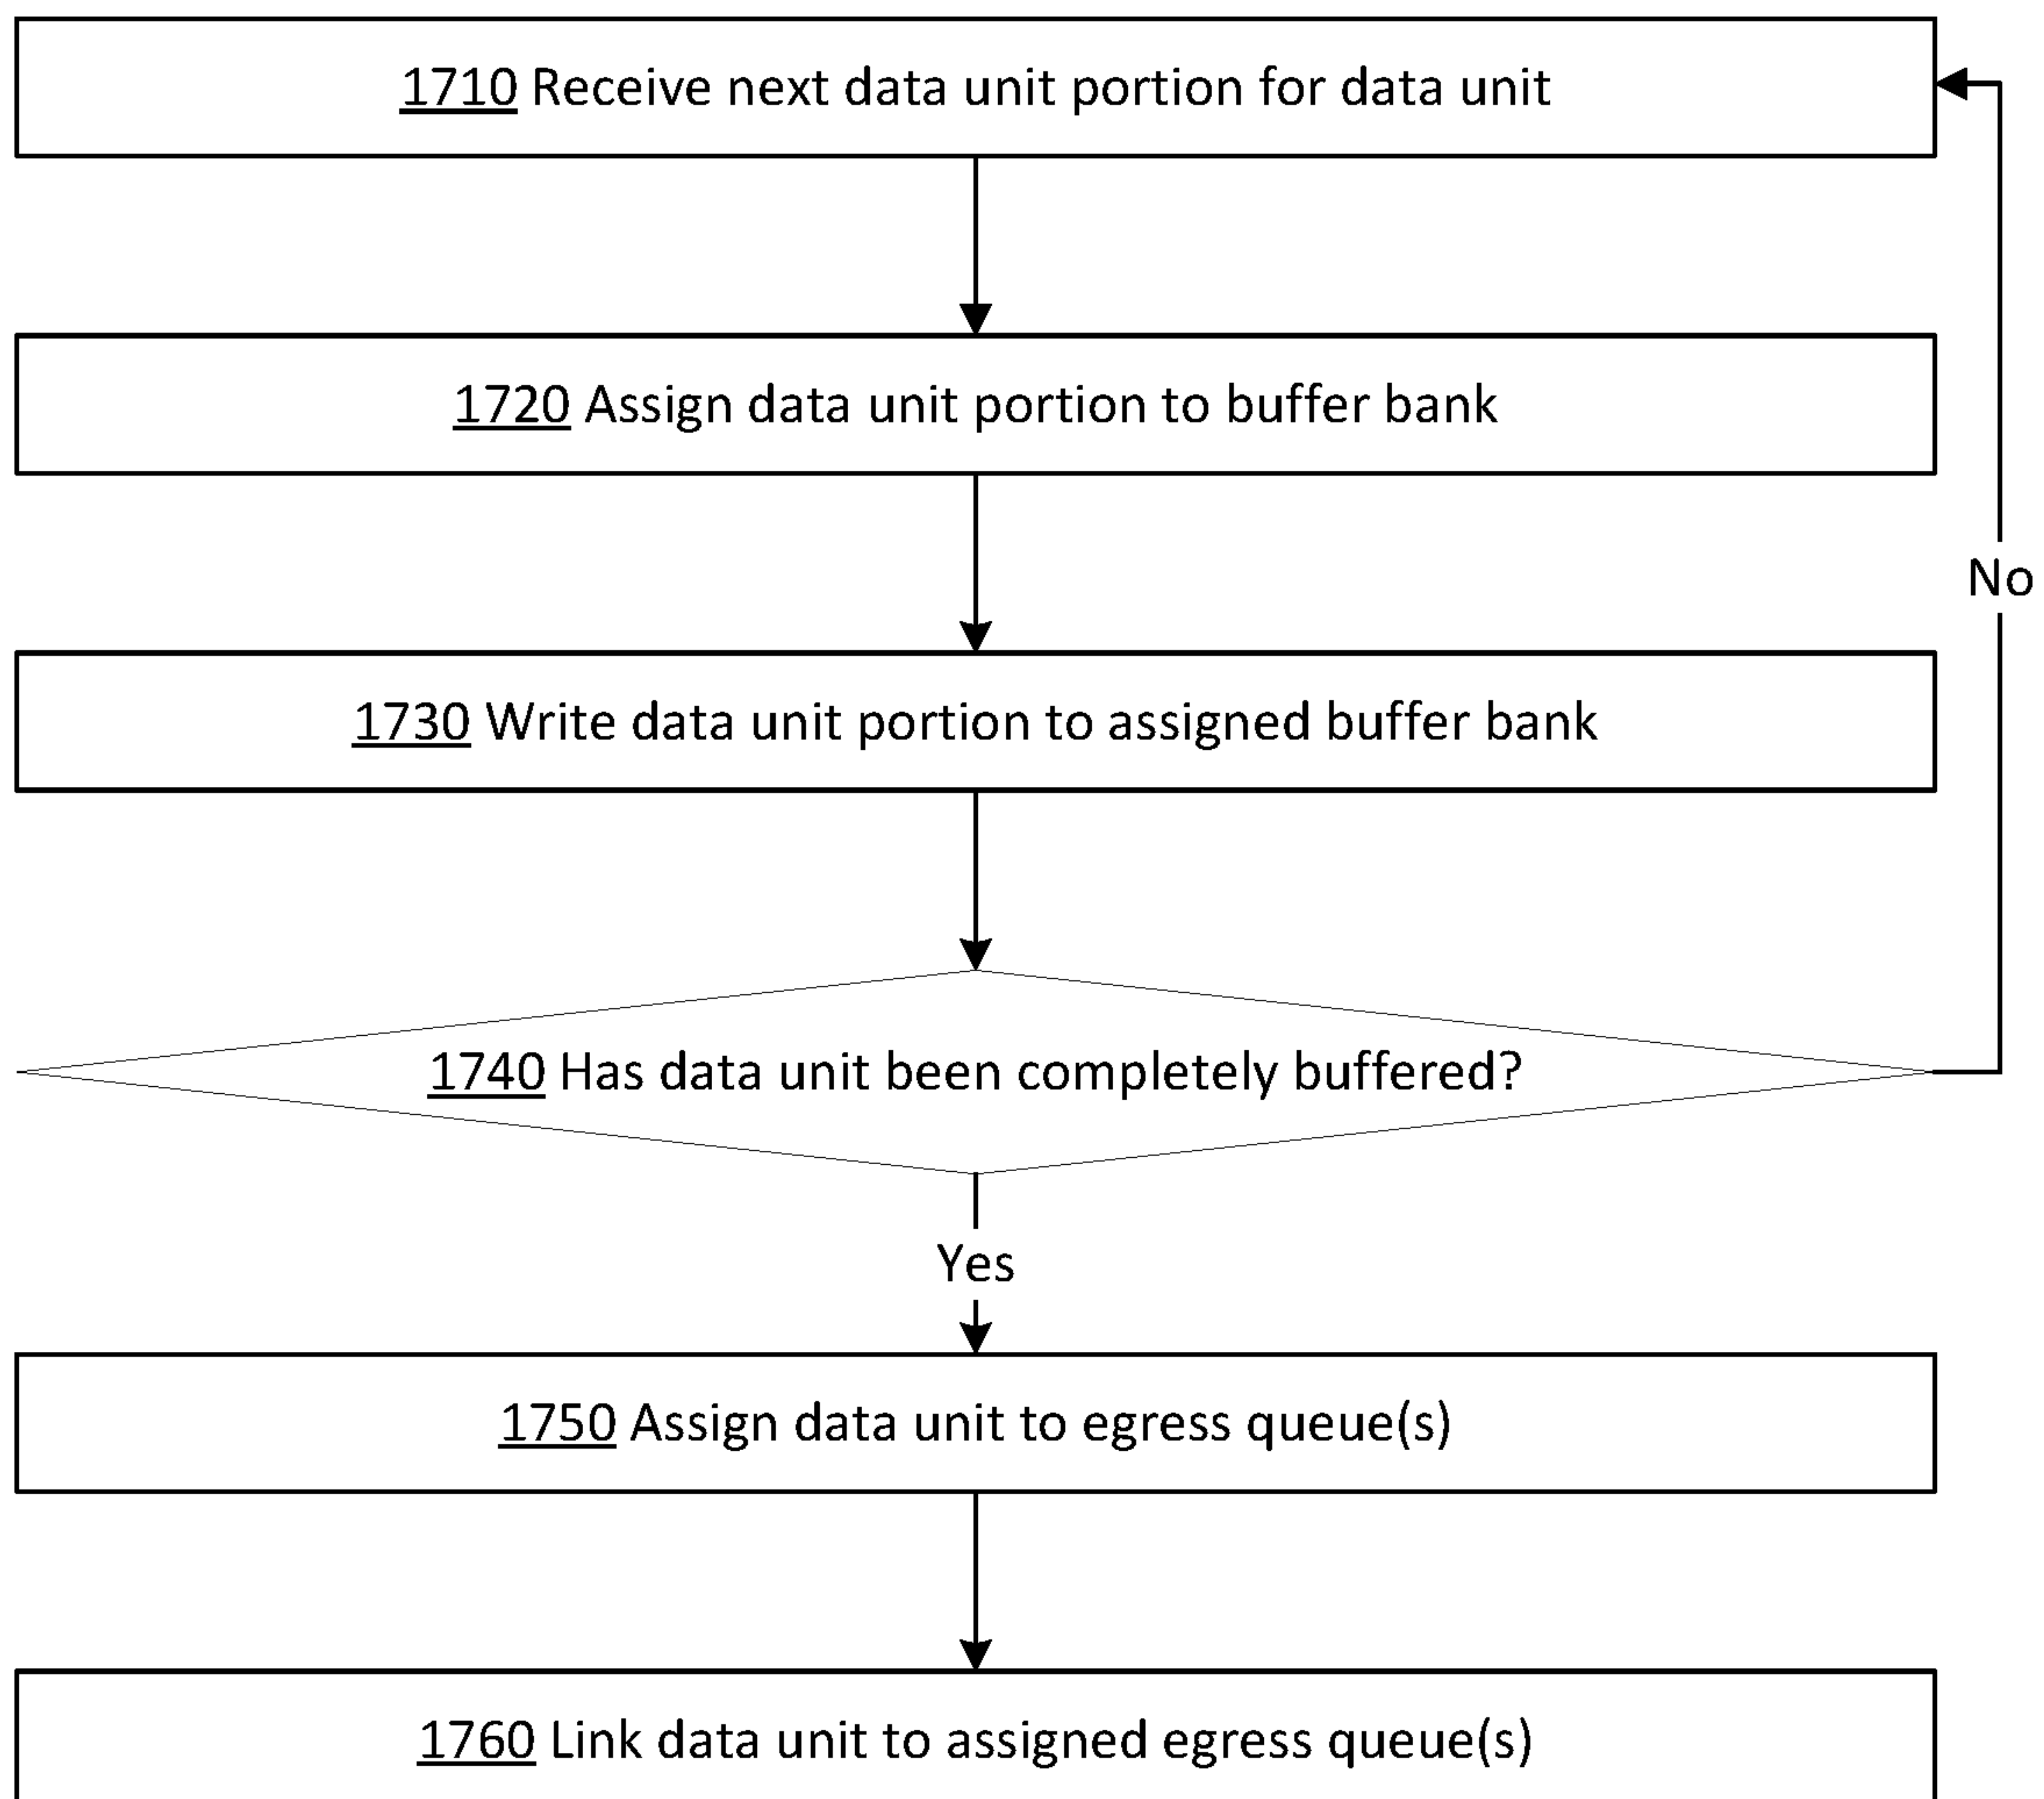 1710 Receive next data unit portion for data unit
1720 Assign data unit portion to buffer bank
No
1730 Write data unit portion to assigned buffer bank
1740 Has data unit been completely buffered?
Yes
1750 Assign data unit to egress queue(s)
1760 Link data unit to assigned egress queue(s)